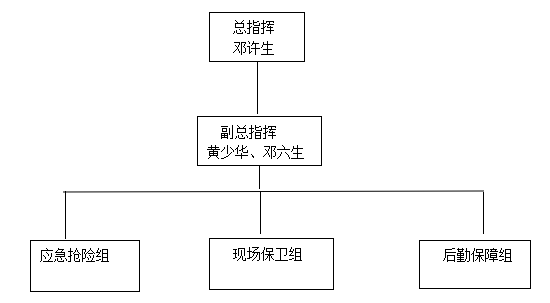 总指挥
邓许生
副总指挥
黄少华、邓六生
应急抢险组
现场保卫组
后勤保障组